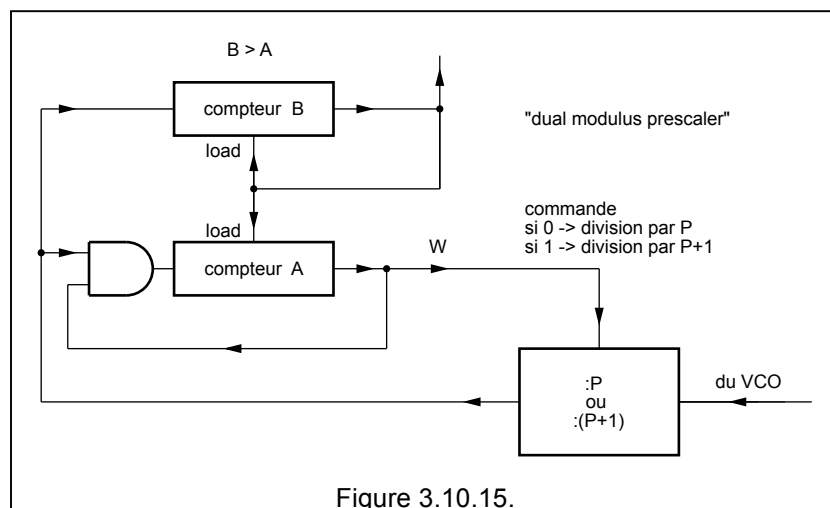 B > A
compteur B
"dual modulus prescaler"
load
load
commande
si 0 -> division par P
si 1 -> division par P+1
W
compteur A
:P
ou
:(P+1)
du VCO
Figure 3.10.15.